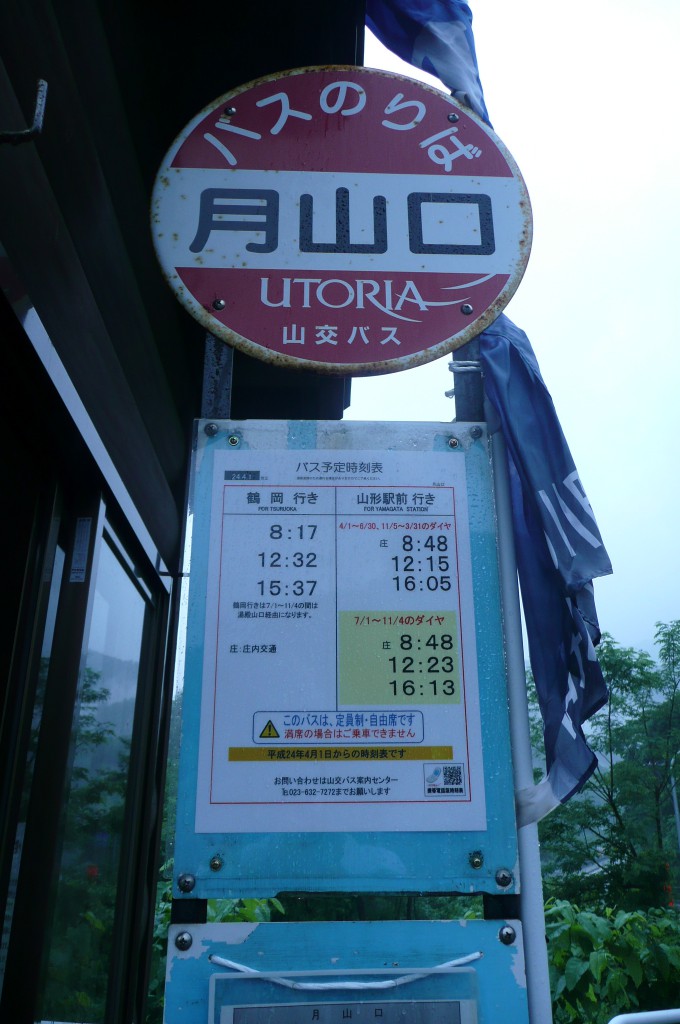 バスのりば
月山口
UTORIA
山交バス
バス予定時刻表
24.4.1
鶴岡行き
FOR TSURUOKA
8:17
12:32
15:37
鶴岡行きは7/1～11/4の間は
湯殿山口経由になります。
庄:庄内交通
山形駅前 行き
FOR YAMAGATA STATION
4/1～6/30、11/5～3/31のダイヤ
庄 8:48
12:15
16:05
7/1～11/4のダイヤ
庄 8:48
12:23
16:13
このバスは、定員制・自由席です
満席の場合はご乗車できません
平成24年4月1日からの時刻表です
お問い合わせは山交バス案内センター
℡023-632-7272までお願いします
月山口